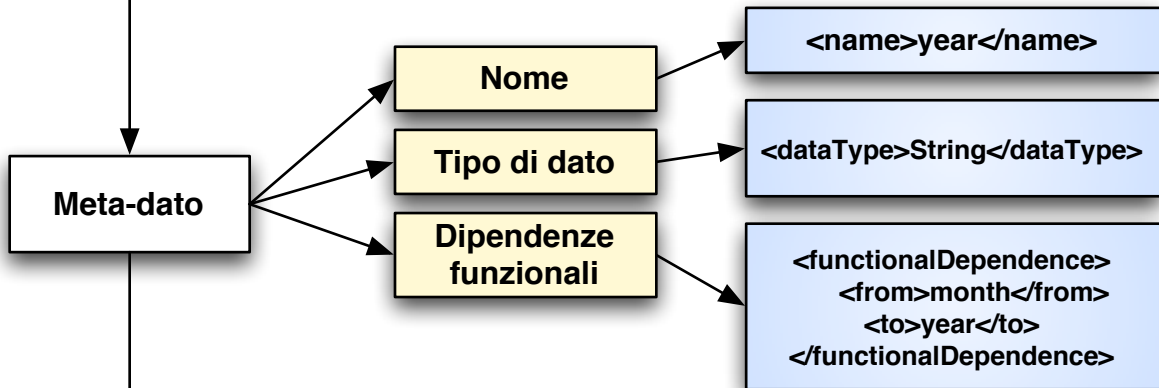 <name>year</name>
Nome
<dataType>String</dataType>
Tipo di dato
Meta-dato
Dipendenze
funzionali
<functionalDependence>
<from>month</from>
<to>year</to>
</functionalDependence>